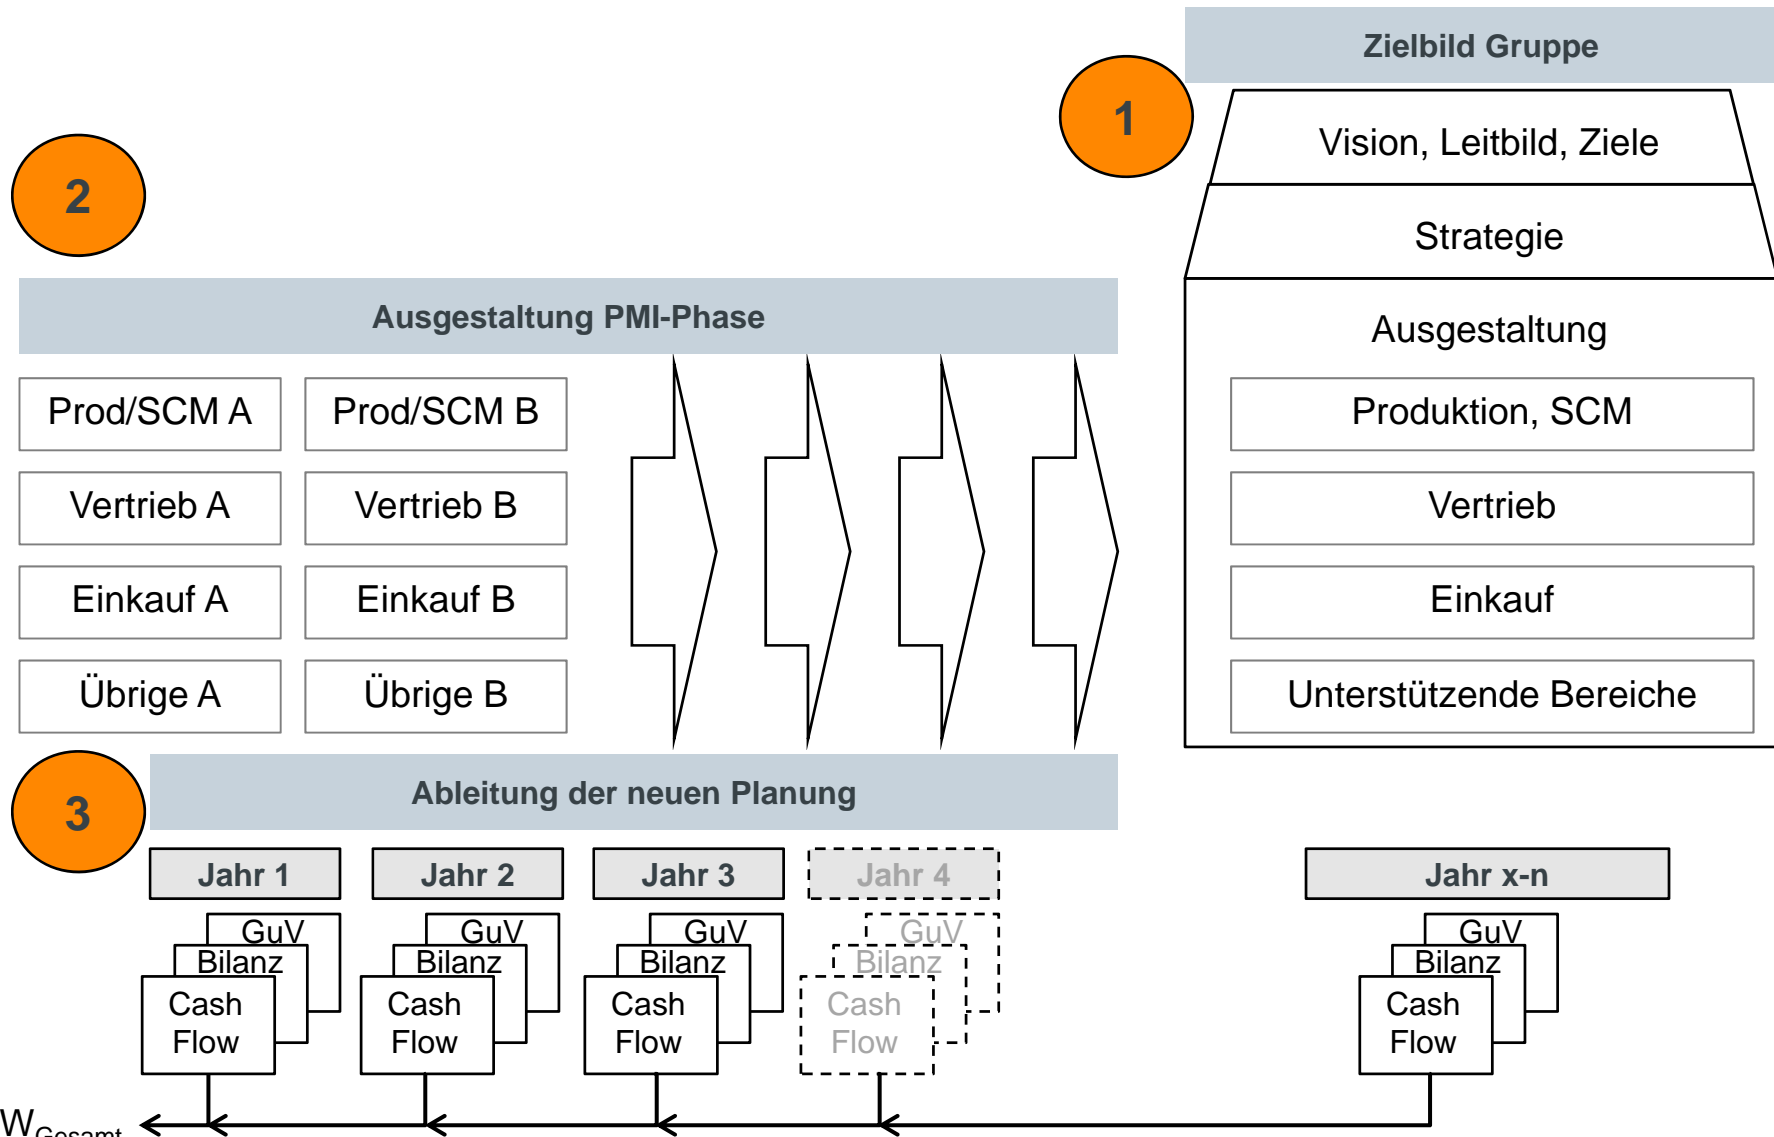 Zielbild Gruppe
1
Vision, Leitbild, Ziele
Strategie
Ausgestaltung
Produktion, SCM
Vertrieb
Einkauf
Unterstützende Bereiche
2
Ausgestaltung PMI-Phase
Prod/SCM A
Prod/SCM B
Vertrieb A
Vertrieb B
Einkauf A
Einkauf B
Übrige A
Übrige B
3
Ableitung der neuen Planung
Jahr 1
GuV
Bilanz
Cash
Flow
Jahr 2
GuV
Bilanz
Cash
Flow
Jahr 3
GuV
Bilanz
Cash
Flow
Jahr 4
GuV
Bilanz
Cash
Flow
Jahr x-n
GuV
Bilanz
Cash
Flow
W Gesamt